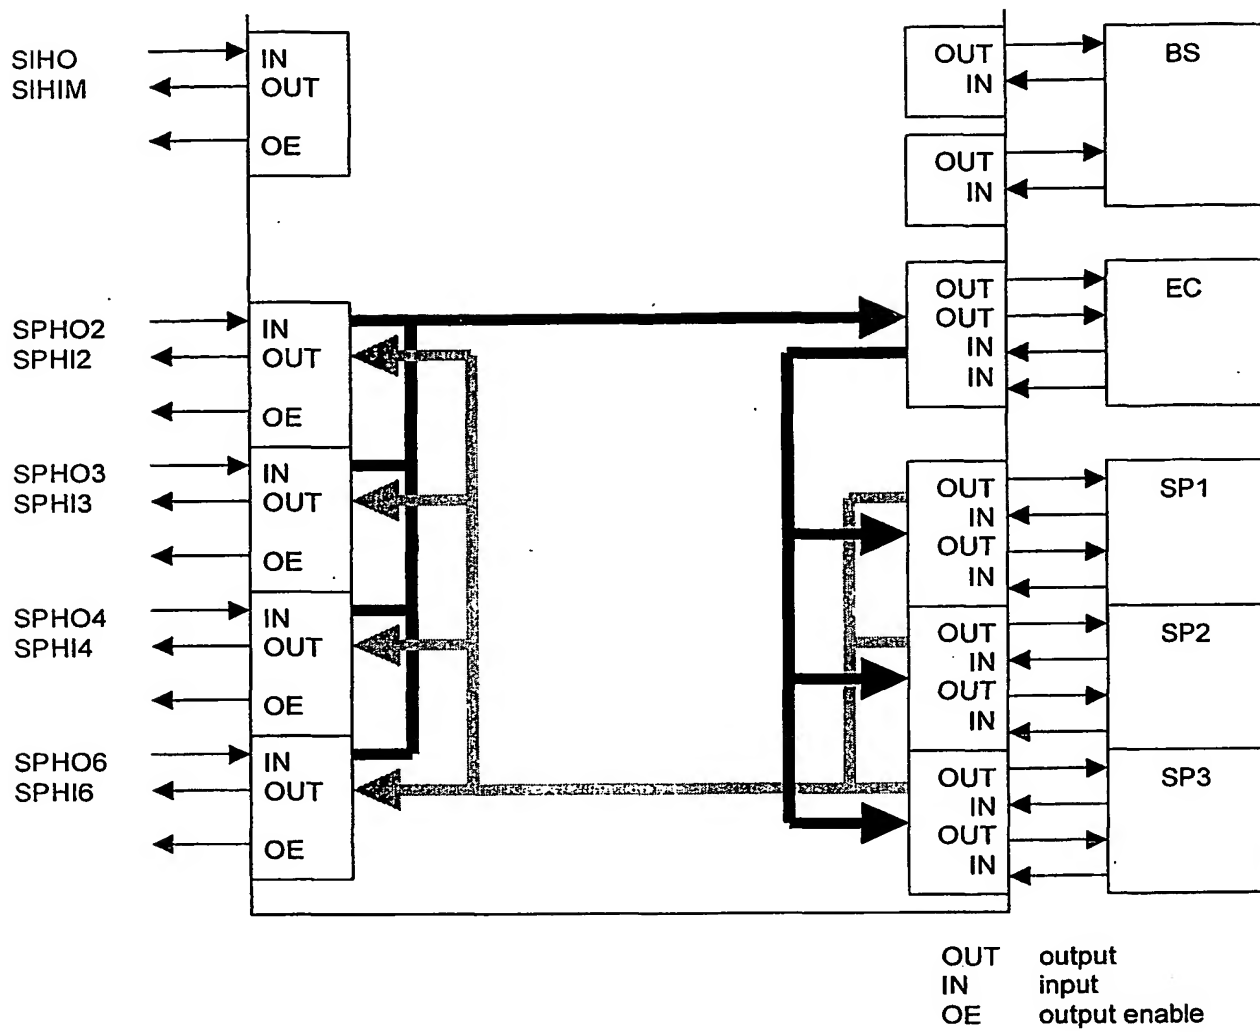 SIHO
SIHIM
IN
OUT
OE
OUT
IN
OUT
IN
BS
SPHO2
SPHI2
IN
OUT
OE
OUT
OUT
IN
IN
EC
SPHO3
SPHI3
IN
OUT
OE
OUT
IN
OUT
IN
SP1
SPHO4
SPHI4
IN
OUT
OE
OUT
IN
OUT
IN
SP2
SPHO6
SPHI6
IN
OUT
OE
OUT
IN
OUT
IN
SP3
OUT output
IN input
OE output enable